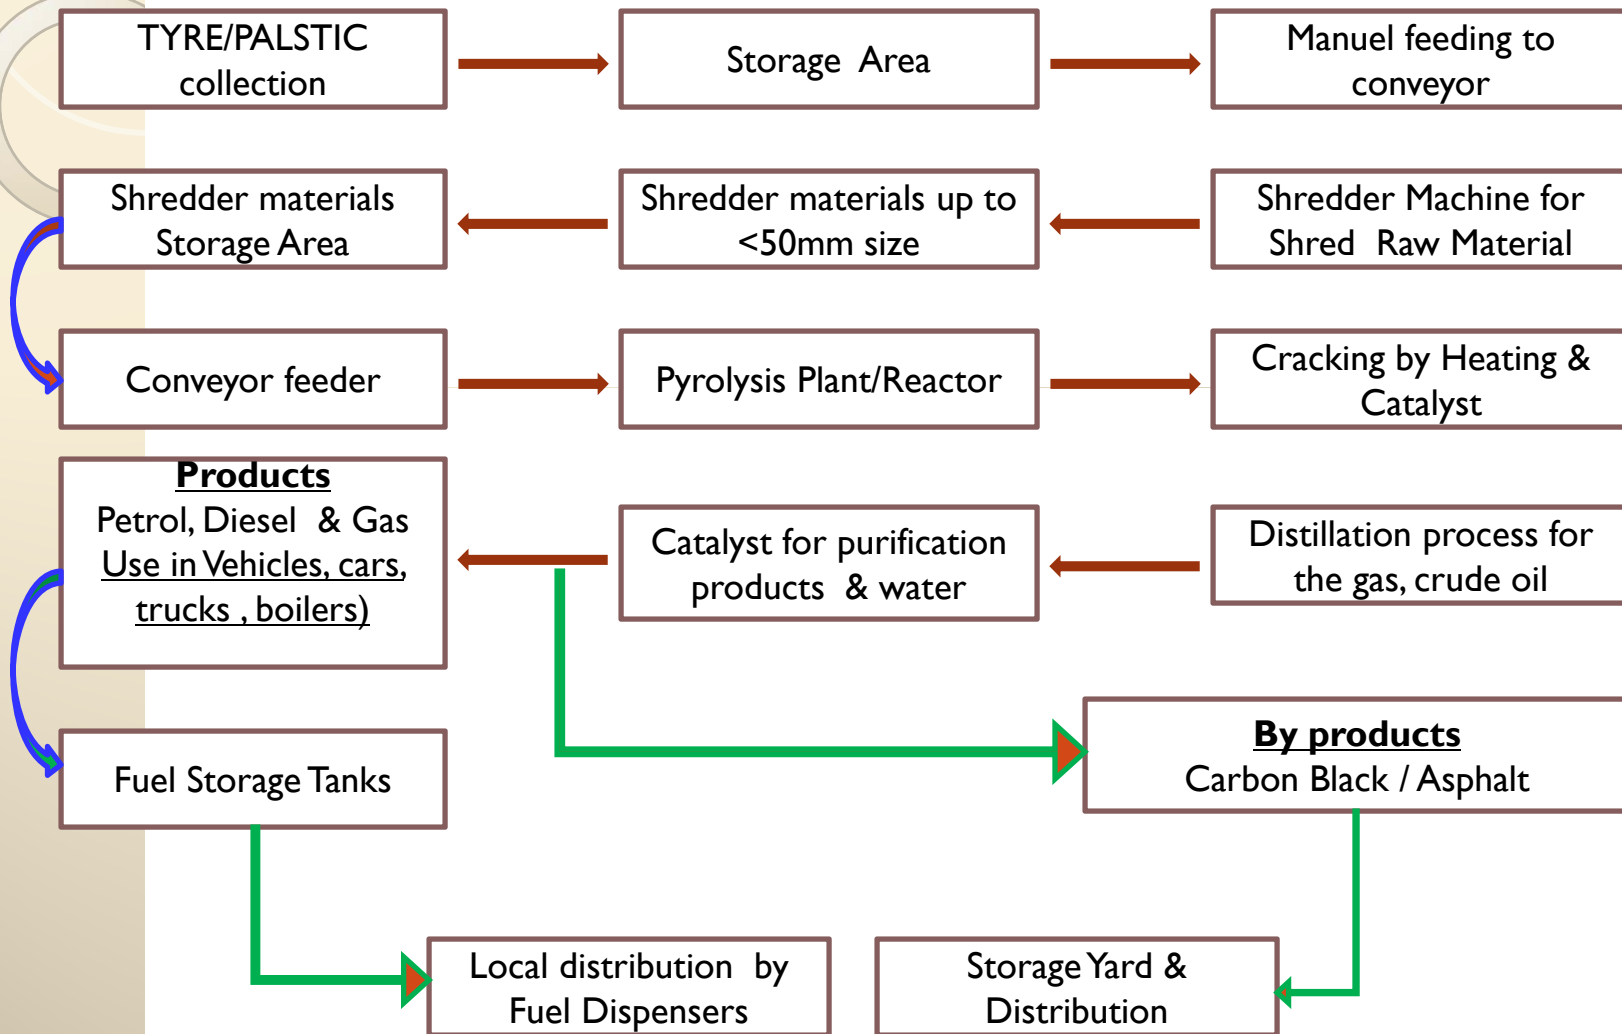 TYRE/PALSTIC
collection
Storage Area
Manuel feeding to
conveyor
Shredder materials
Storage Area
Shredder materials up to
<50mm size
Shredder Machine for
Shred Raw Material
Conveyor feeder
Pyrolysis Plant/Reactor
Cracking by Heating &
Catalyst
Products
Petrol, Diesel & Gas
Use in Vehicles, cars,
trucks , boilers)
Catalyst for purification
products & water
Distillation process for
the gas, crude oil
Fuel Storage Tanks
By products
Carbon Black / Asphalt
Local distribution by
Fuel Dispensers
Storage Yard &
Distribution